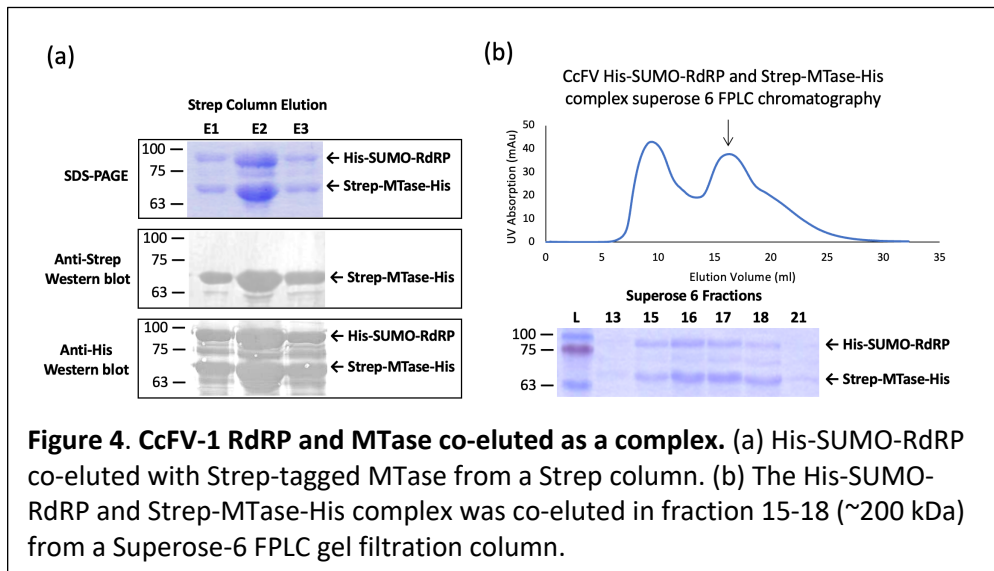 (a)
Strep Column Elution
E1 E2 E3
SDS-PAGE
100
75
63
← His-SUMO-RdRP
← Strep-MTase-His
Anti-Strep
Western blot
100
75
63
← Strep-MTase-His
Anti-His
Western blot
100
75
63
← His-SUMO-RdRP
← Strep-MTase-His
(b)
CcFV His-SUMO-RdRP and Strep-MTase-His
complex superose 6 FPLC chromatography
UV Absorption (mAu)
50
40
30
20
10
0
0 5 10 15 20 25 30 35
Elution Volume (ml)
Superose 6 Fractions
L 13 15 16 17 18 21
100
75
63
← His-SUMO-RdRP
← Strep-MTase-His
Figure 4. CcFV-1 RdRP and MTase co-eluted as a complex. (a) His-SUMO-RdRP
co-eluted with Strep-tagged MTase from a Strep column. (b) The His-SUMO-
RdRP and Strep-MTase-His complex was co-eluted in fraction 15-18 (~200 kDa)
from a Superose-6 FPLC gel filtration column.